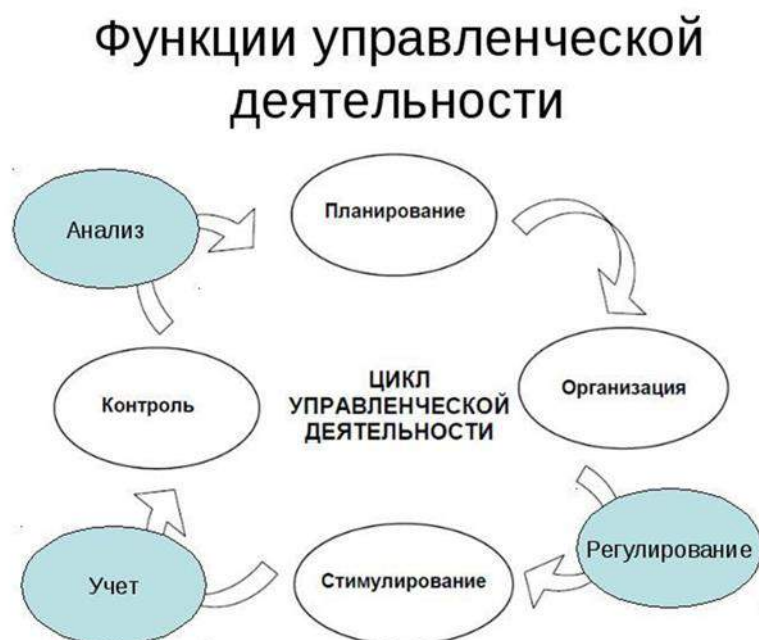 Функции управленческой
деятельности
Анализ
Планирование
Контроль
ЦИКЛ
УПРАВЛЕНЧЕСКОЙ
ДЕЯТЕЛЬНОСТИ
Организация
Учет
Стимулирование
Регулирование